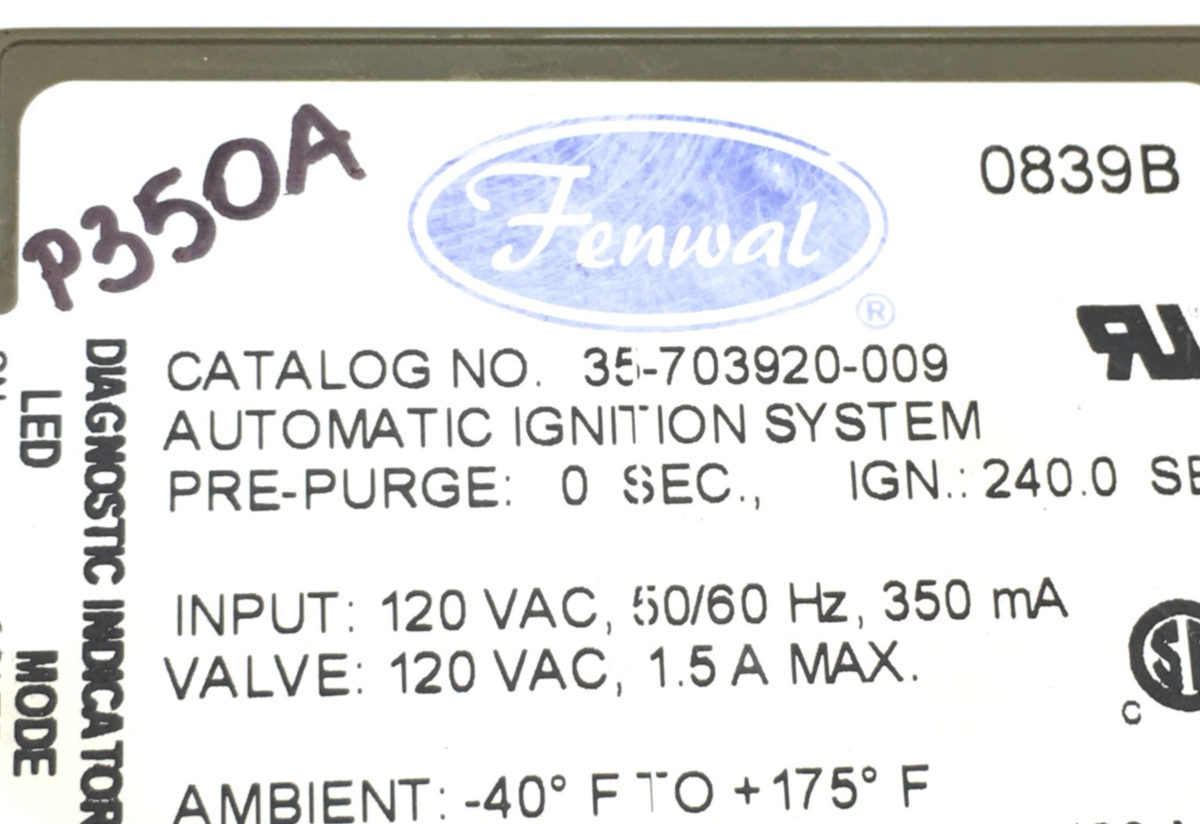 P350A
Fenwal
®
0839B
CATALOG NO. 35-703920-009
AUTOMATIC IGNITION SYSTEM
PRE-PURGE: 0 SEC., IGN.: 240.0
INPUT: 120 VAC, 50/60 Hz, 350 mA
VALVE: 120 VAC, 1.5 A MAX.
AMBIENT: -40° F TO +175° F
C
DIAGNOSTIC INDICATOR
LED
MODE